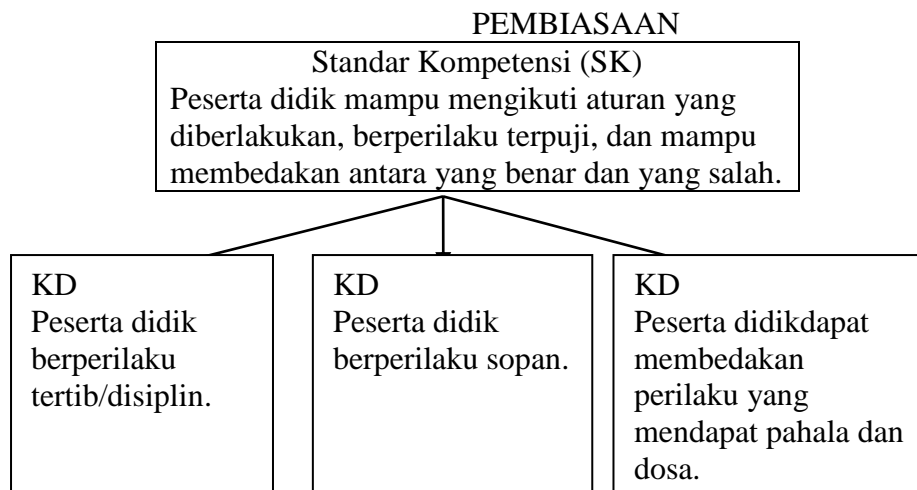 PEMBIASAAN
Standar Kompetensi (SK)
Peserta didik mampu mengikuti aturan yang
diberlakukan, berperilaku terpuji, dan mampu
membedakan antara yang benar dan yang salah.
KD
Peserta didik
berperilaku
tertib/disiplin.
KD
Peserta didik
berperilaku sopan.
KD
Peserta didikdapat
membedakan
perilaku yang
mendapat pahala dan
dosa.